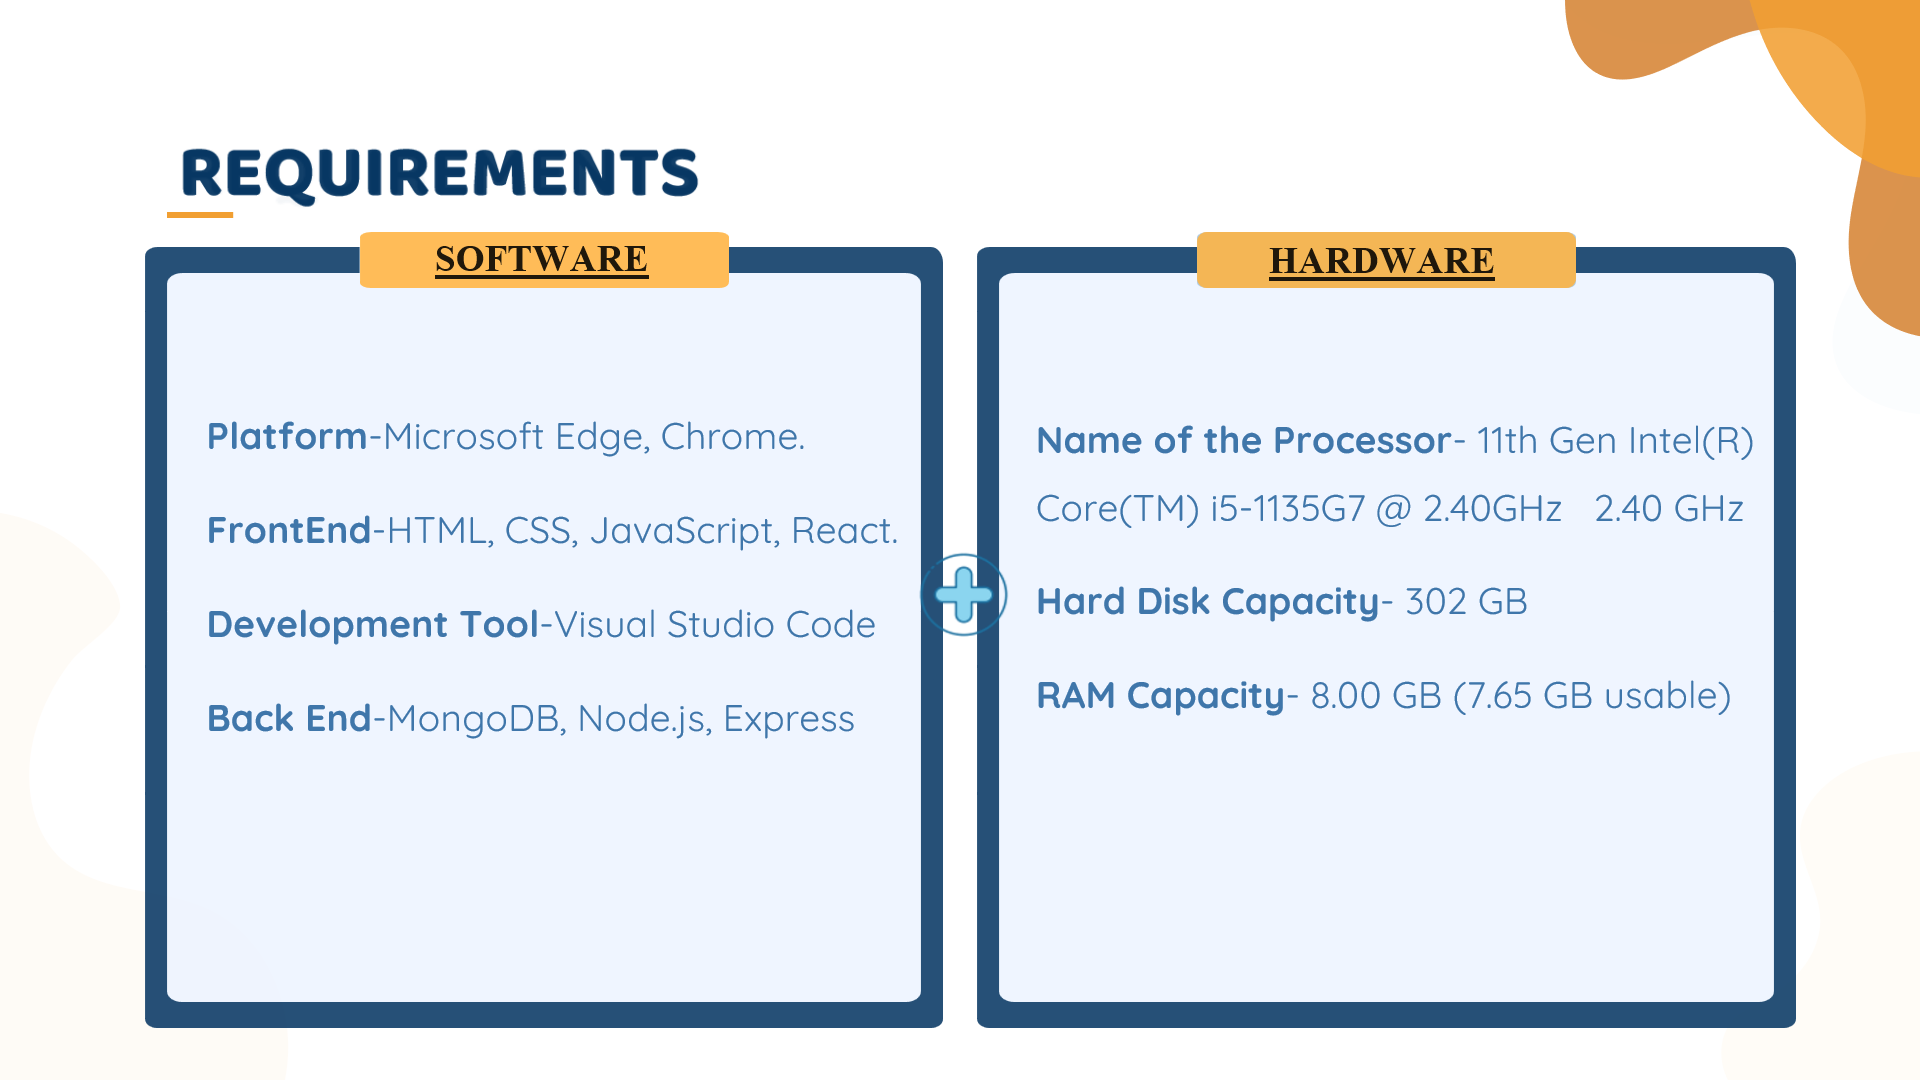 REQUIREMENTS
SOFTWARE
Platform-Microsoft Edge, Chrome.
FrontEnd-HTML, CSS, JavaScript, React.
Development Tool-Visual Studio Code
Back End-MongoDB, Node.js, Express
HARDWARE
Name of the Processor- 11th Gen Intel(R)
Core(TM) i5-1135G7 @ 2.40GHz   2.40 GHz
Hard Disk Capacity- 302 GB
RAM Capacity- 8.00 GB (7.65 GB usable)